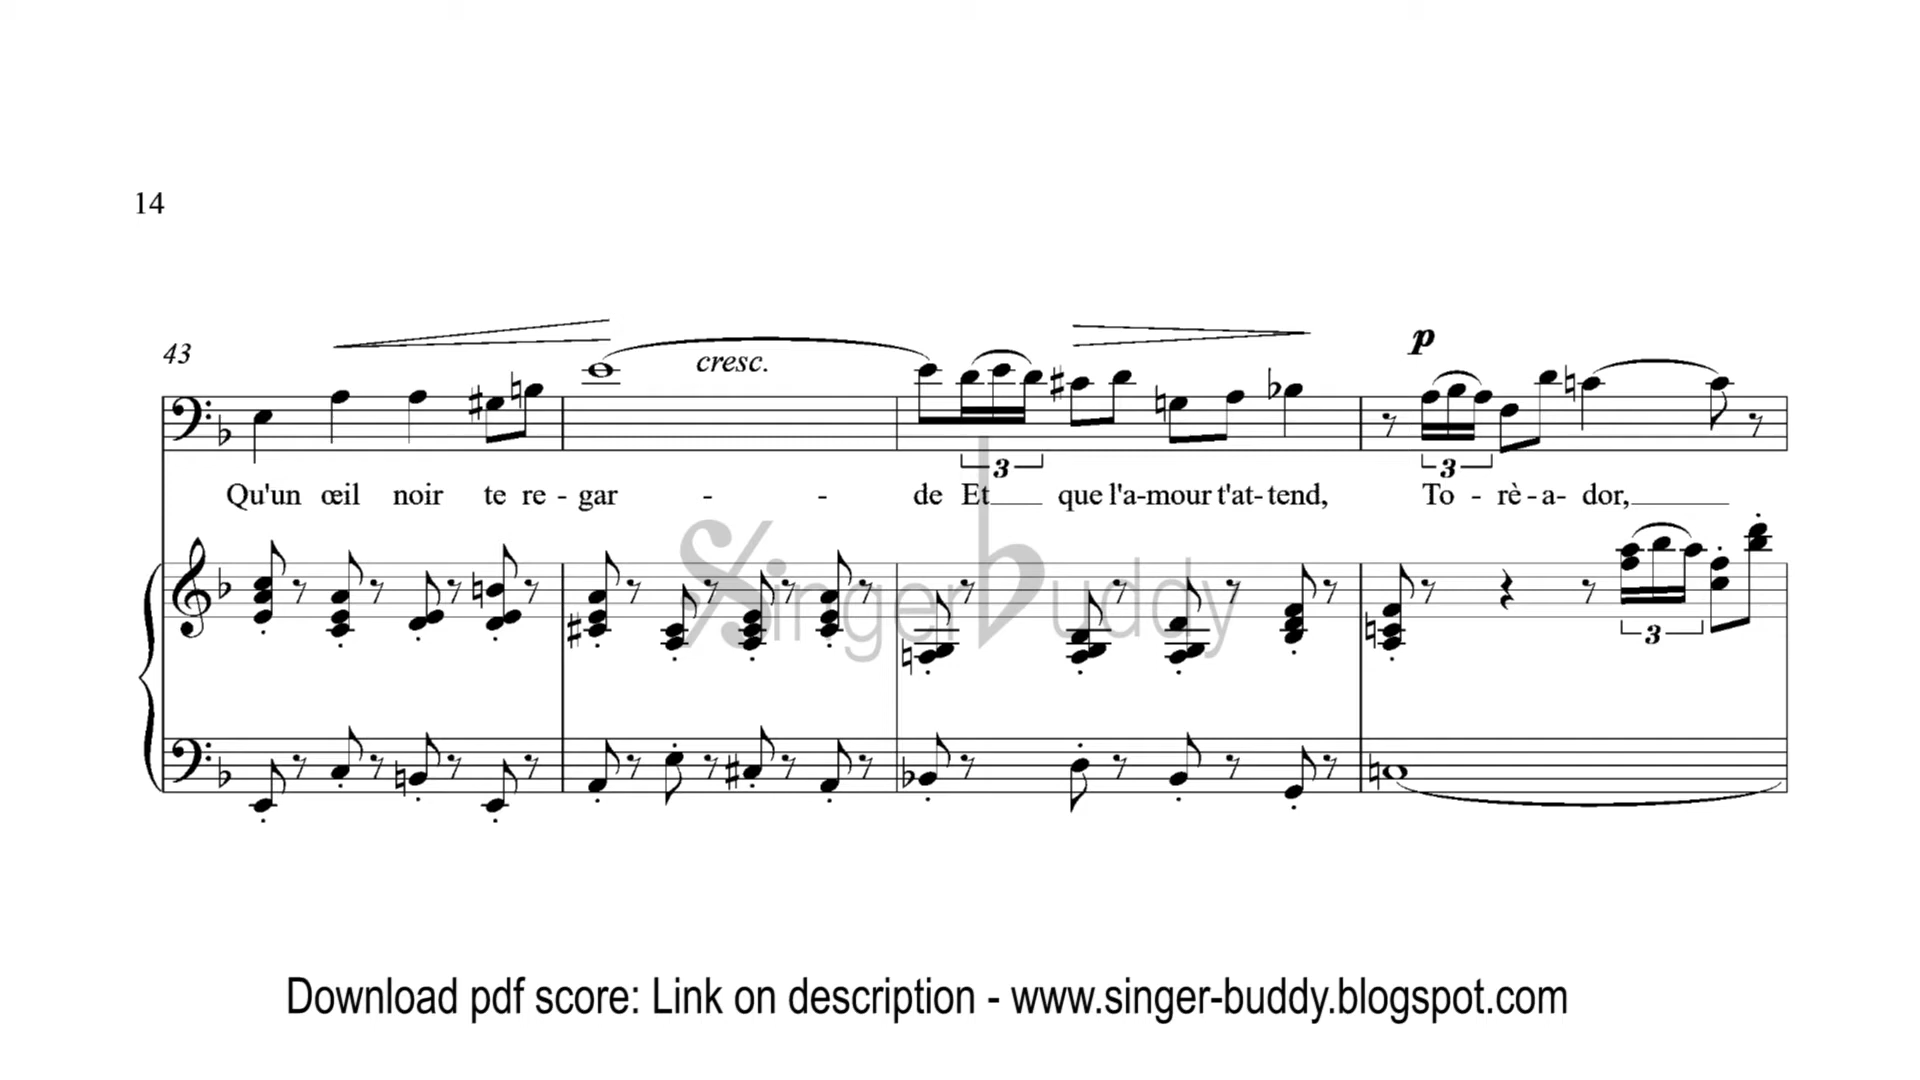 14
43
cresc.
p
3
3
Qu'un œil noir te re - gar - - de Et que l'a-mour t'at-tend, To - rè - a- dor,
SingerBuddy
3
Download pdf score: Link on description - www.singer-buddy.blogspot.com